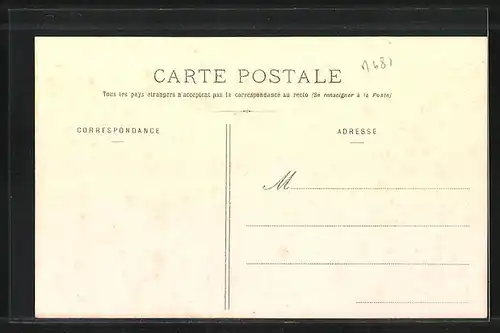 CARTE POSTALE
Tous les pays étrangers n'acceptent pas la correspondance au recto (Se renseigner à la Poste)
CORRESPONDANCE
ADRESSE
M